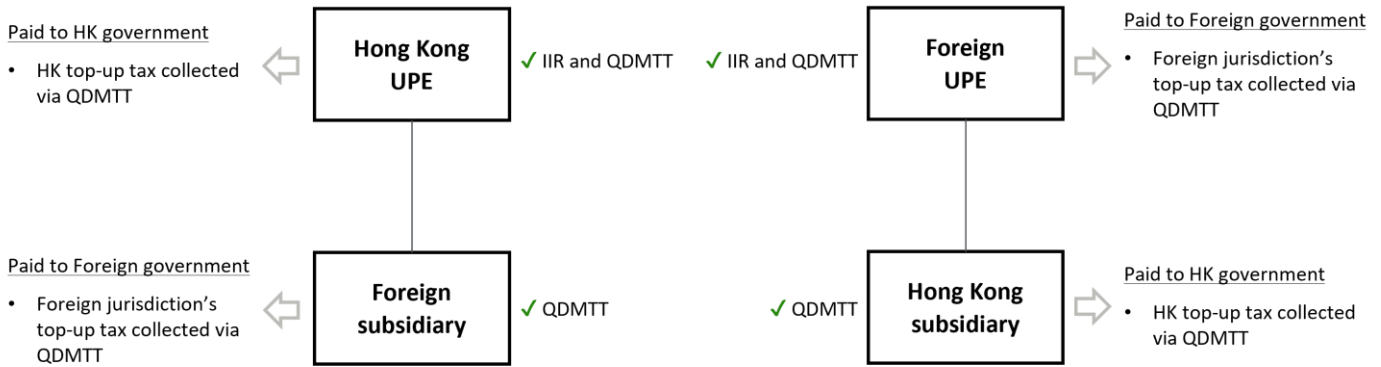 Paid to HK government
• HK top-up tax collected
via QDMTT
Hong Kong
UPE
✓ IIR and QDMTT
✓ IIR and QDMTT
Foreign
UPE
Paid to Foreign government
• Foreign jurisdiction's
top-up tax collected via
QDMTT
Paid to Foreign government
• Foreign jurisdiction's
top-up tax collected via
QDMTT
Foreign
subsidiary
✓ QDMTT
✓ QDMTT
Hong Kong
subsidiary
Paid to HK government
• HK top-up tax collected
via QDMTT